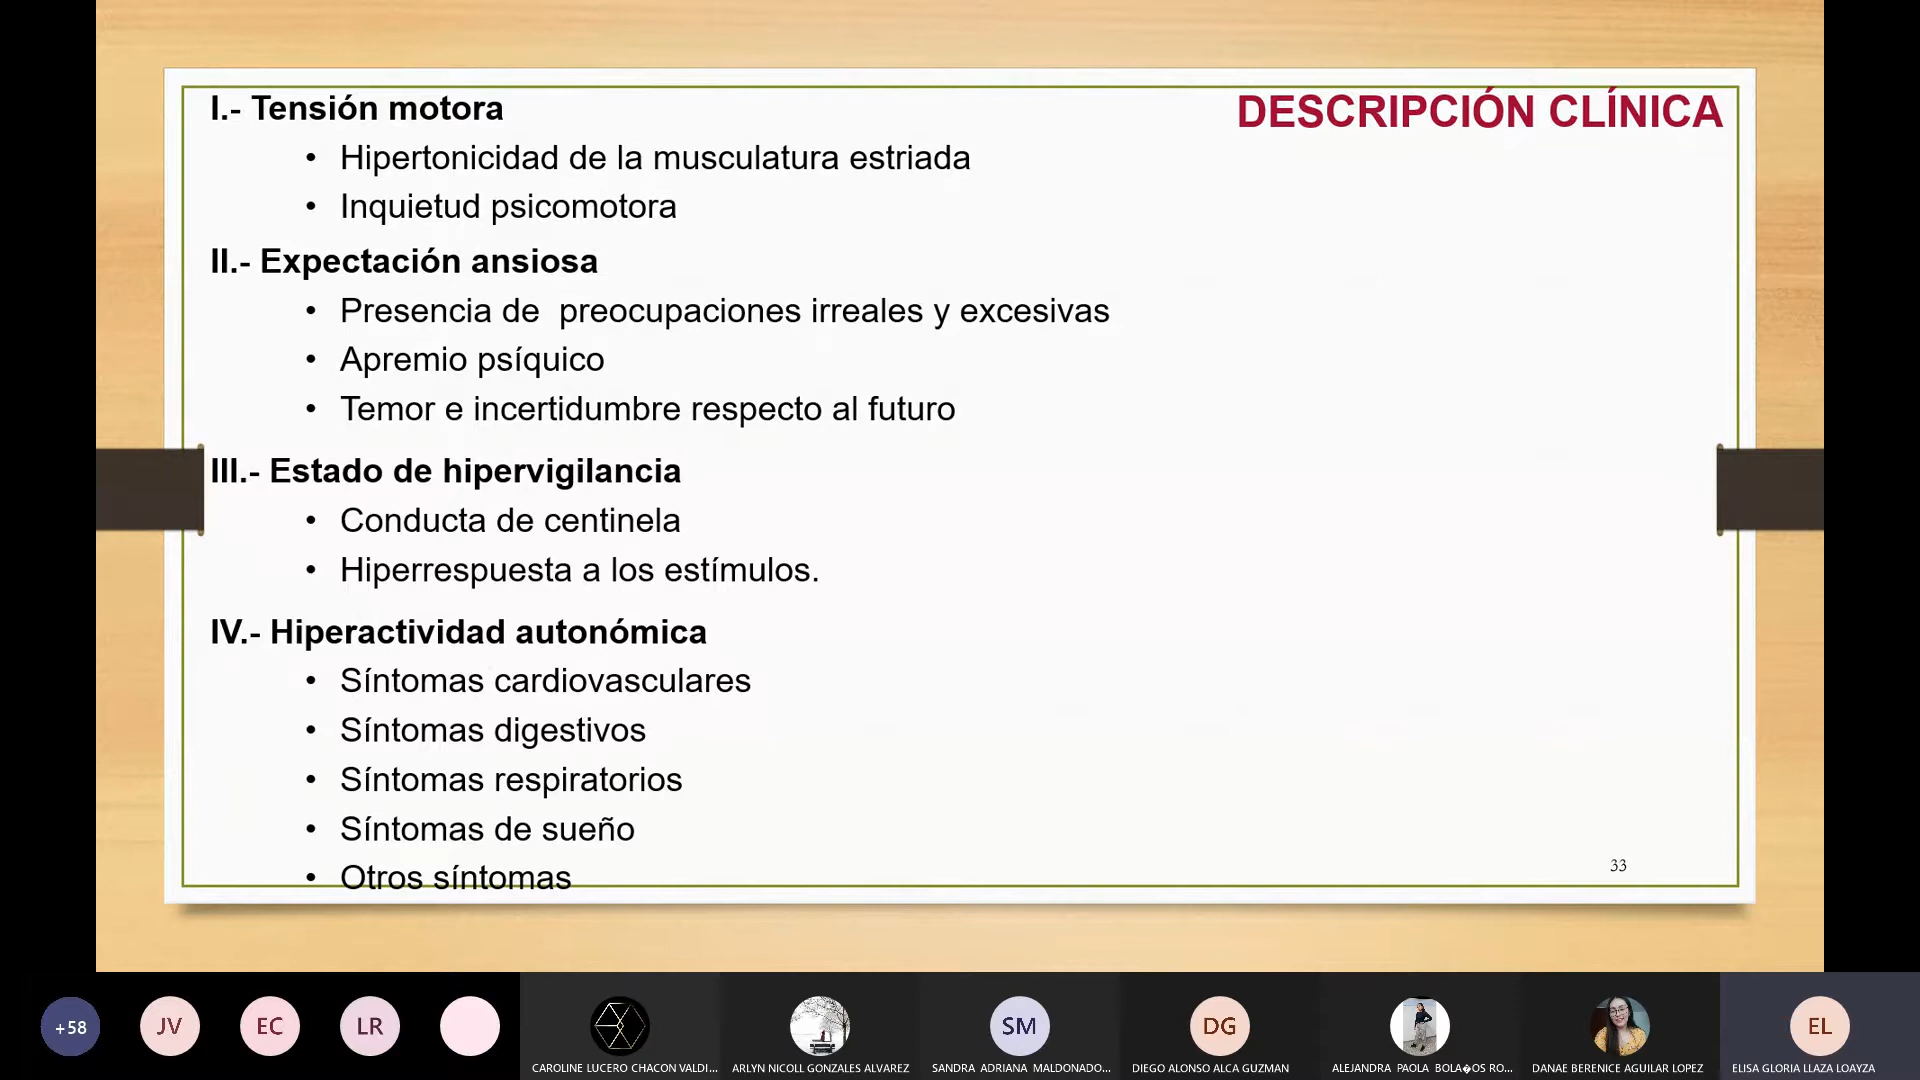 DESCRIPCIÓN CLÍNICA
I.- Tensión motora
• Hipertonicidad de la musculatura estriada
• Inquietud psicomotora
II.- Expectación ansiosa
• Presencia de  preocupaciones irreales y excesivas
• Apremio psíquico
• Temor e incertidumbre respecto al futuro
III.- Estado de hipervigilancia
• Conducta de centinela
• Hiperrespuesta a los estímulos.
IV.- Hiperactividad autonómica
• Síntomas cardiovasculares
• Síntomas digestivos
• Síntomas respiratorios
• Síntomas de sueño
• Otros síntomas
33
+58
JV
EC
LR
SM
DG
EL
CAROLINE LUCERO CHACON VALDI...
ARLYN NICOLL GONZALES ALVAREZ
SANDRA ADRIANA MALDONADO...
DIEGO ALONSO ALCA GUZMAN
ALEJANDRA PAOLA BOLA�OS RO...
DANAE BERENICE AGUILAR LOPEZ
ELISA GLORIA LLAZA LOAYZA